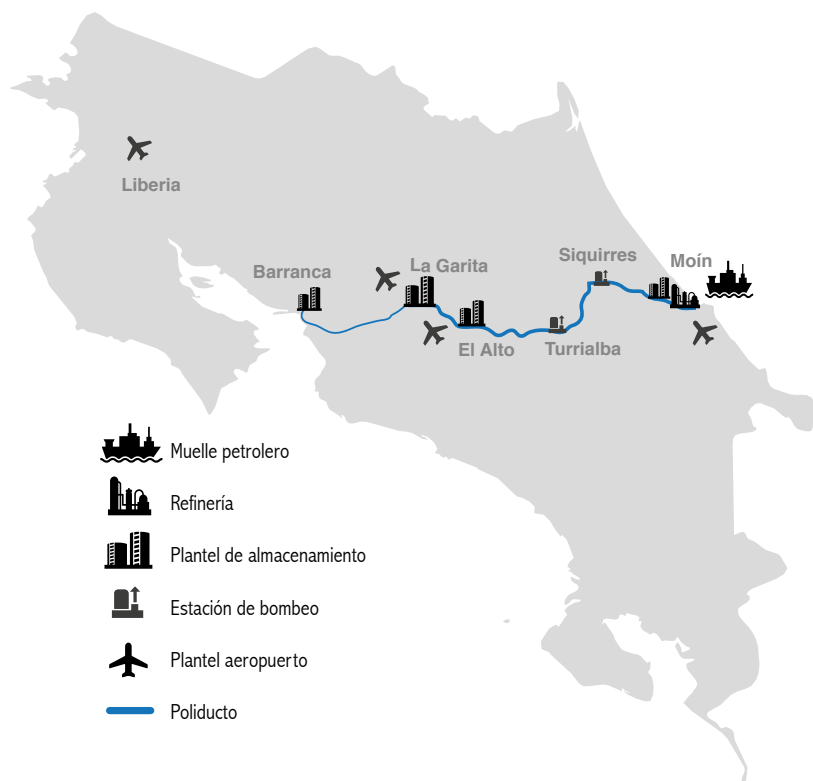 Liberia
Barranca
La Garita
Siquirres
Moín
El Alto
Turrialba
Muelle petrolero
Refinería
Plantel de almacenamiento
Estación de bombeo
Plantel aeropuerto
Poliducto